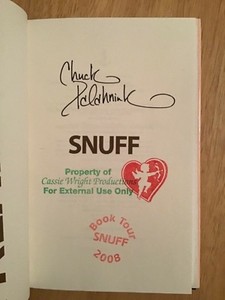 Chuck
Palahniuk
SNUFF
Property of
Cassie Wright Productions
For External Use Only
Book Tour
SNUFF
2008